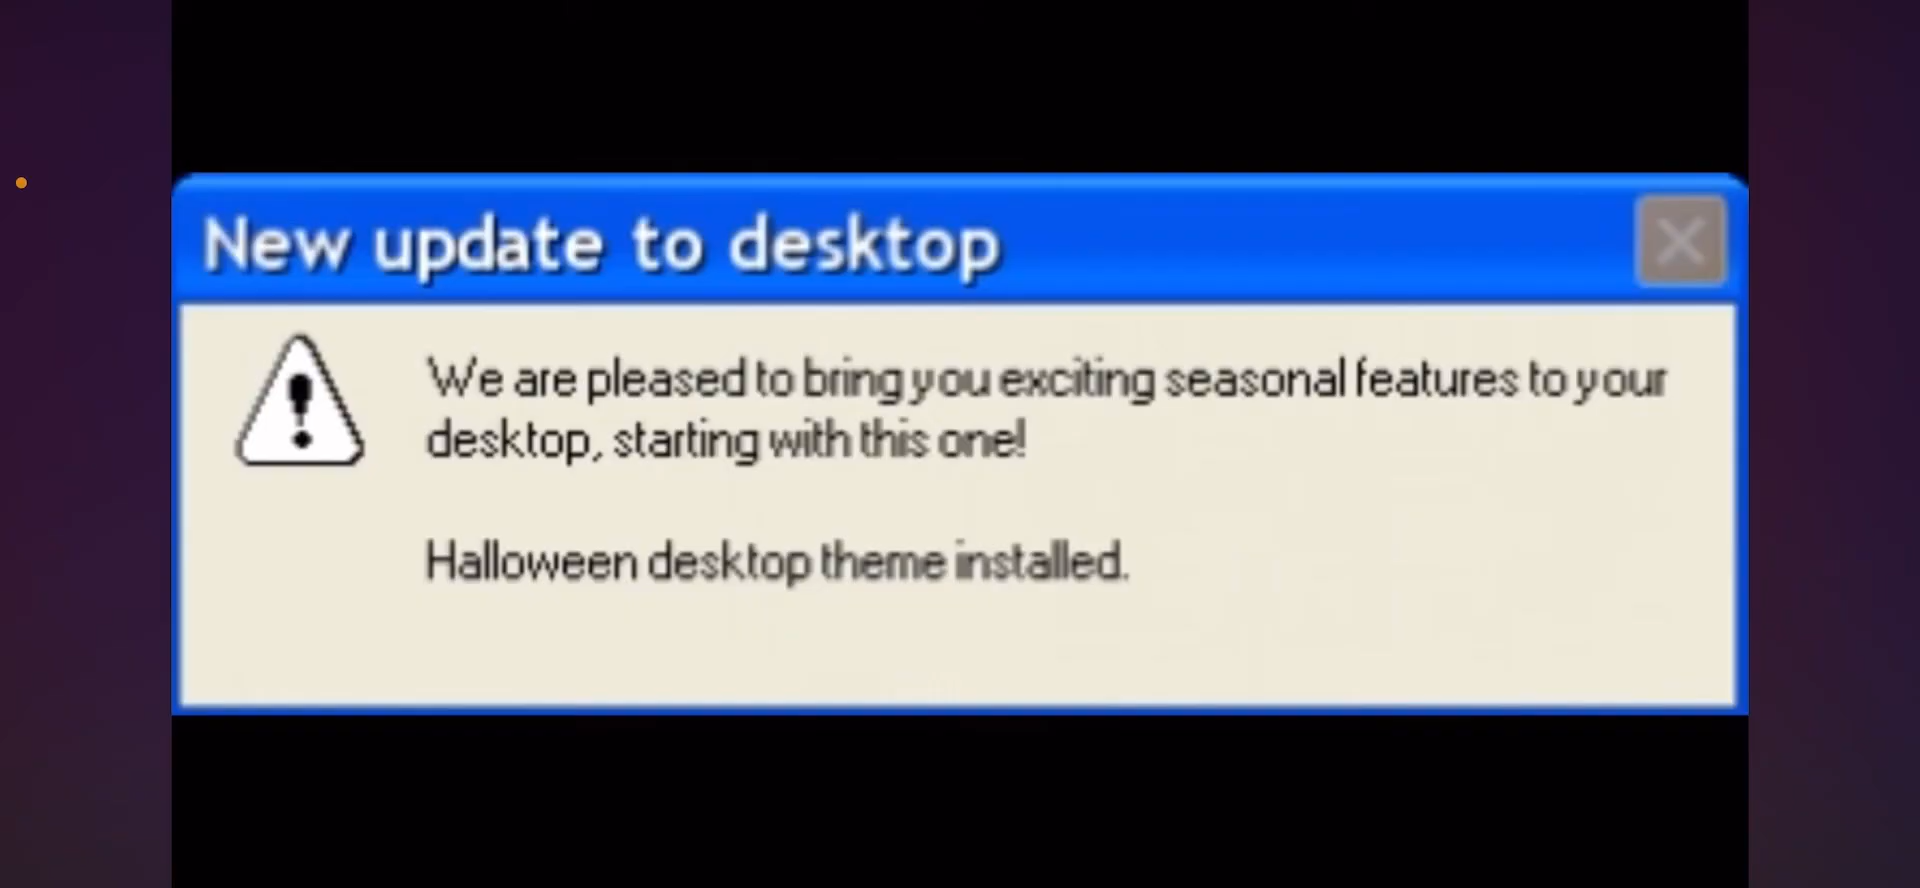 New update to desktop
We are pleased to bring you exciting seasonal features to your
desktop, starting with this one!
Halloween desktop theme installed.